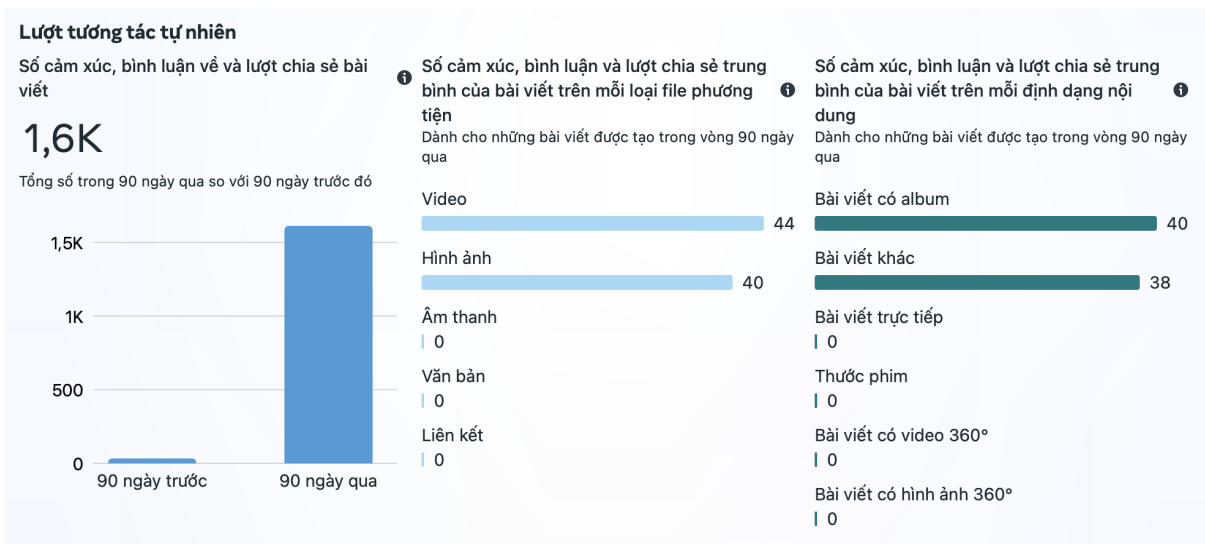 Lượt tương tác tự nhiên
Số cảm xúc, bình luận về và lượt chia sẻ bài
viết
1,6K
Tổng số trong 90 ngày qua so với 90 ngày trước đó
1,5K
1K
500
0
90 ngày trước
90 ngày qua
Số cảm xúc, bình luận và lượt chia sẻ trung
bình của bài viết trên mỗi loại file phương
tiện
Dành cho những bài viết được tạo trong vòng 90 ngày
qua
Video
44
Hình ảnh
40
Âm thanh
0
Văn bản
0
Liên kết
0
Số cảm xúc, bình luận và lượt chia sẻ trung
bình của bài viết trên mỗi định dạng nội
dung
Dành cho những bài viết được tạo trong vòng 90 ngày
qua
Bài viết có album
40
Bài viết khác
38
Bài viết trực tiếp
0
Thước phim
0
Bài viết có video 360°
0
Bài viết có hình ảnh 360°
0